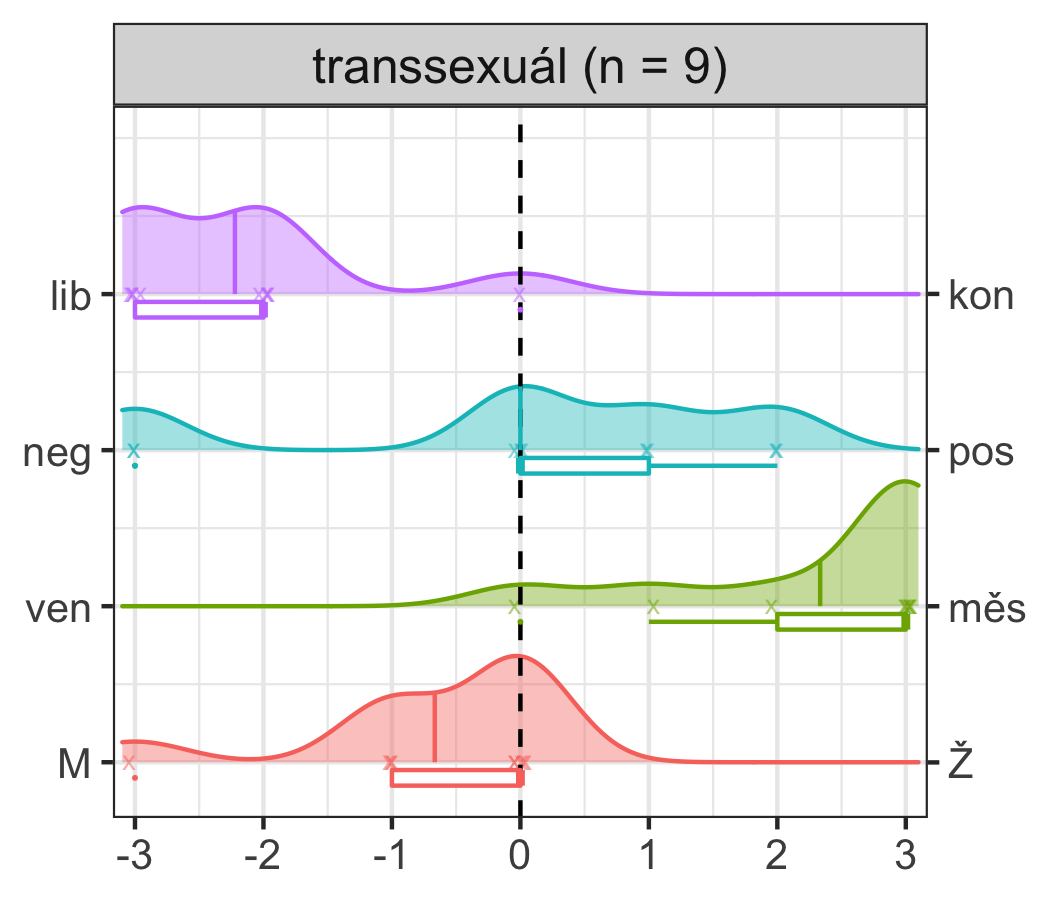 transsexuál (n = 9)
lib kon
neg pos
ven měs
M Ž
-3 -2 -1 0 1 2 3